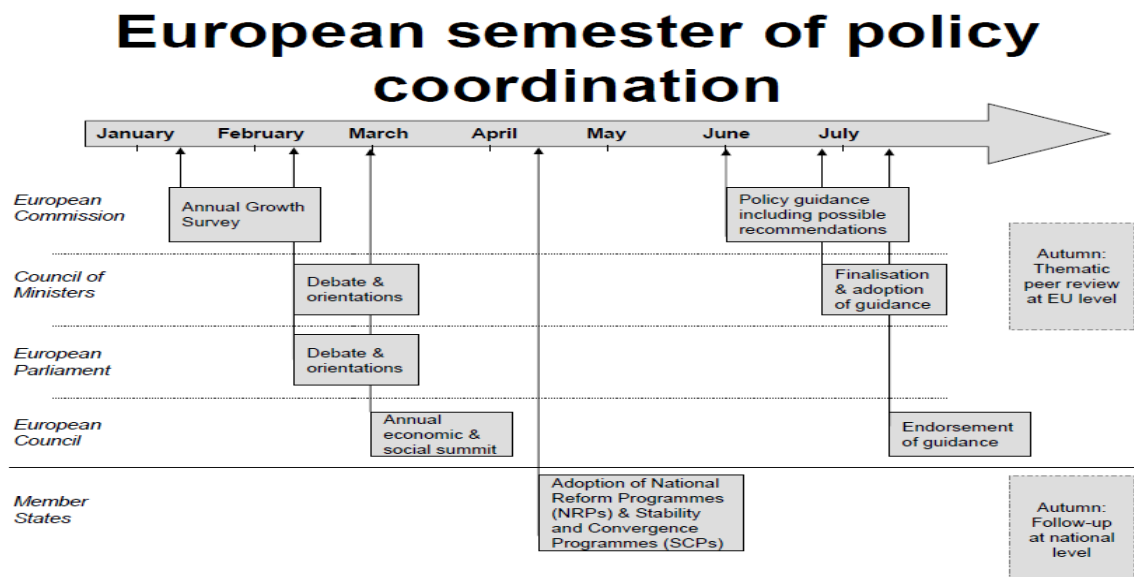 European semester of policy
coordination
January February March April May June July
European
Commission
Annual Growth
Survey
Policy guidance
including possible
recommendations
Council of
Ministers
Debate &
orientations
Finalisation
& adoption
of guidance
Autumn:
Thematic
peer review
at EU level
European
Parliament
Debate &
orientations
European
Council
Annual
economic &
social summit
Endorsement
of guidance
Member
States
Adoption of National
Reform Programmes
(NRPs) & Stability
and Convergence
Programmes (SCPs)
Autumn:
Follow-up
at national
level